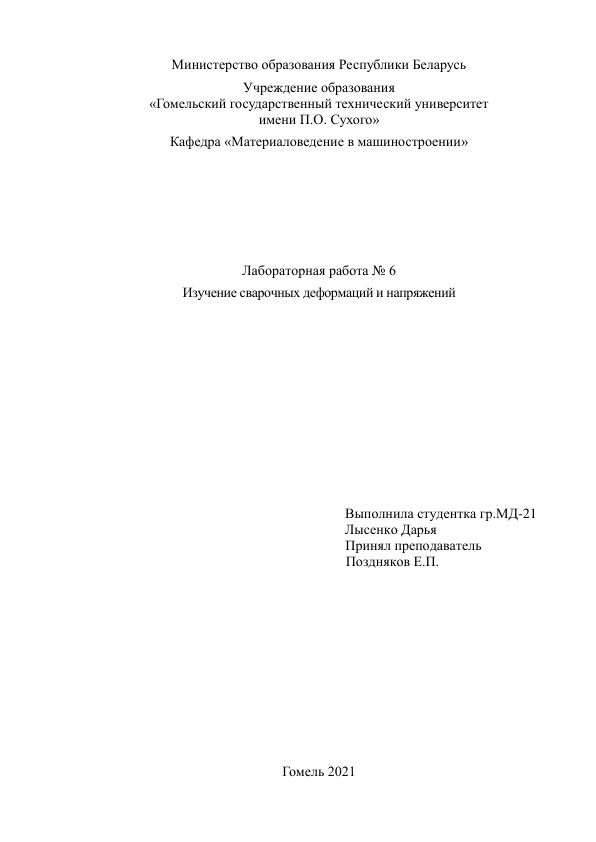 Министерство образования Республики Беларусь
Учреждение образования
«Гомельский государственный технический университет
имени П.О. Сухого»
Кафедра «Материаловедение в машиностроении»
Лабораторная работа № 6
Изучение сварочных деформаций и напряжений
Выполнила студентка гр.МД-21
Лысенко Дарья
Принял преподаватель
Поздняков Е.П.
Гомель 2021